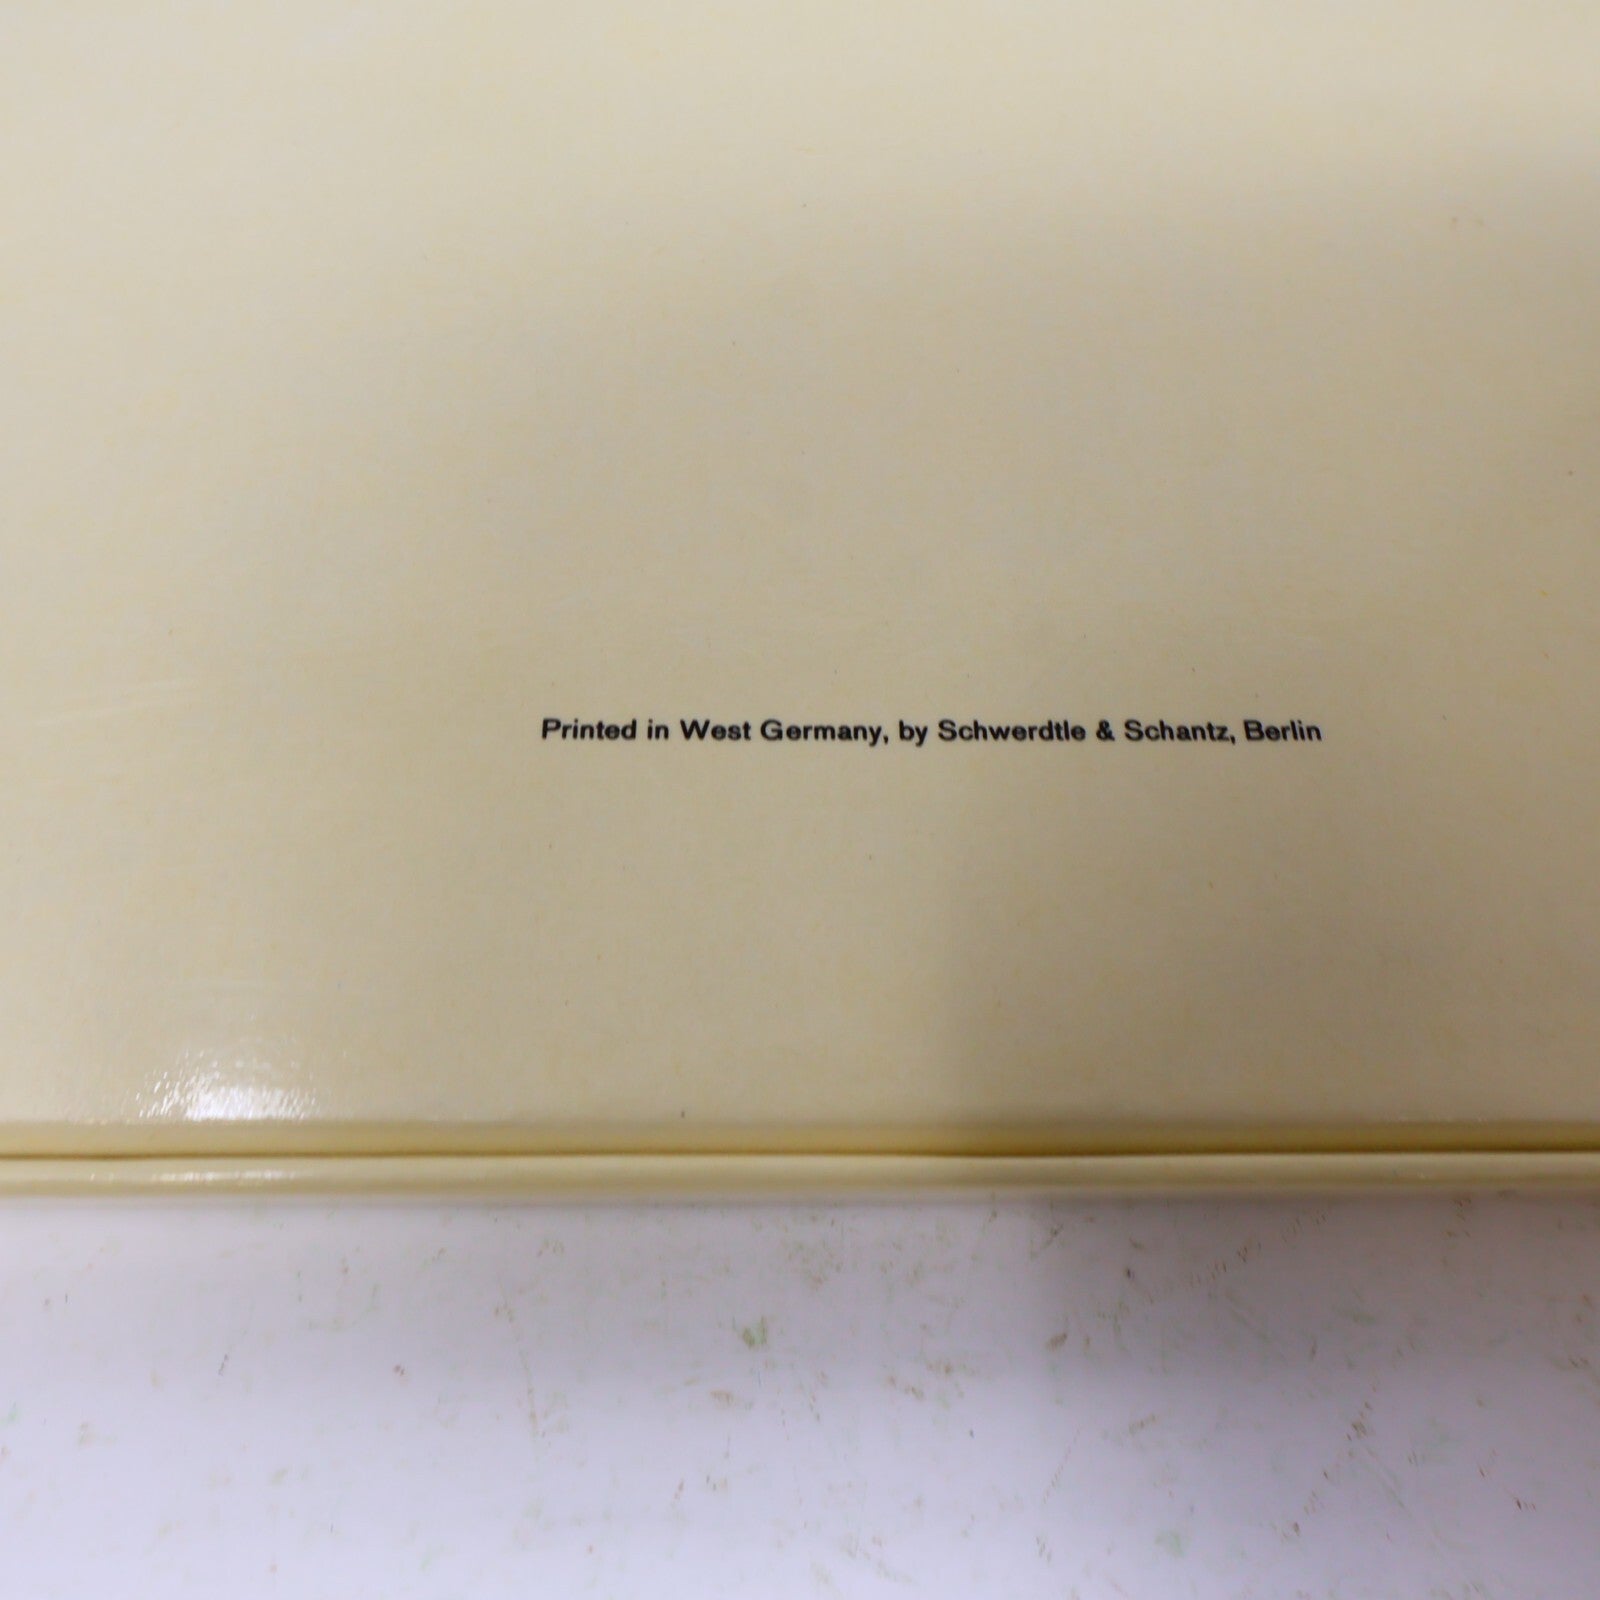 Printed in West Germany, by Schwerdtle & Schantz, Berlin